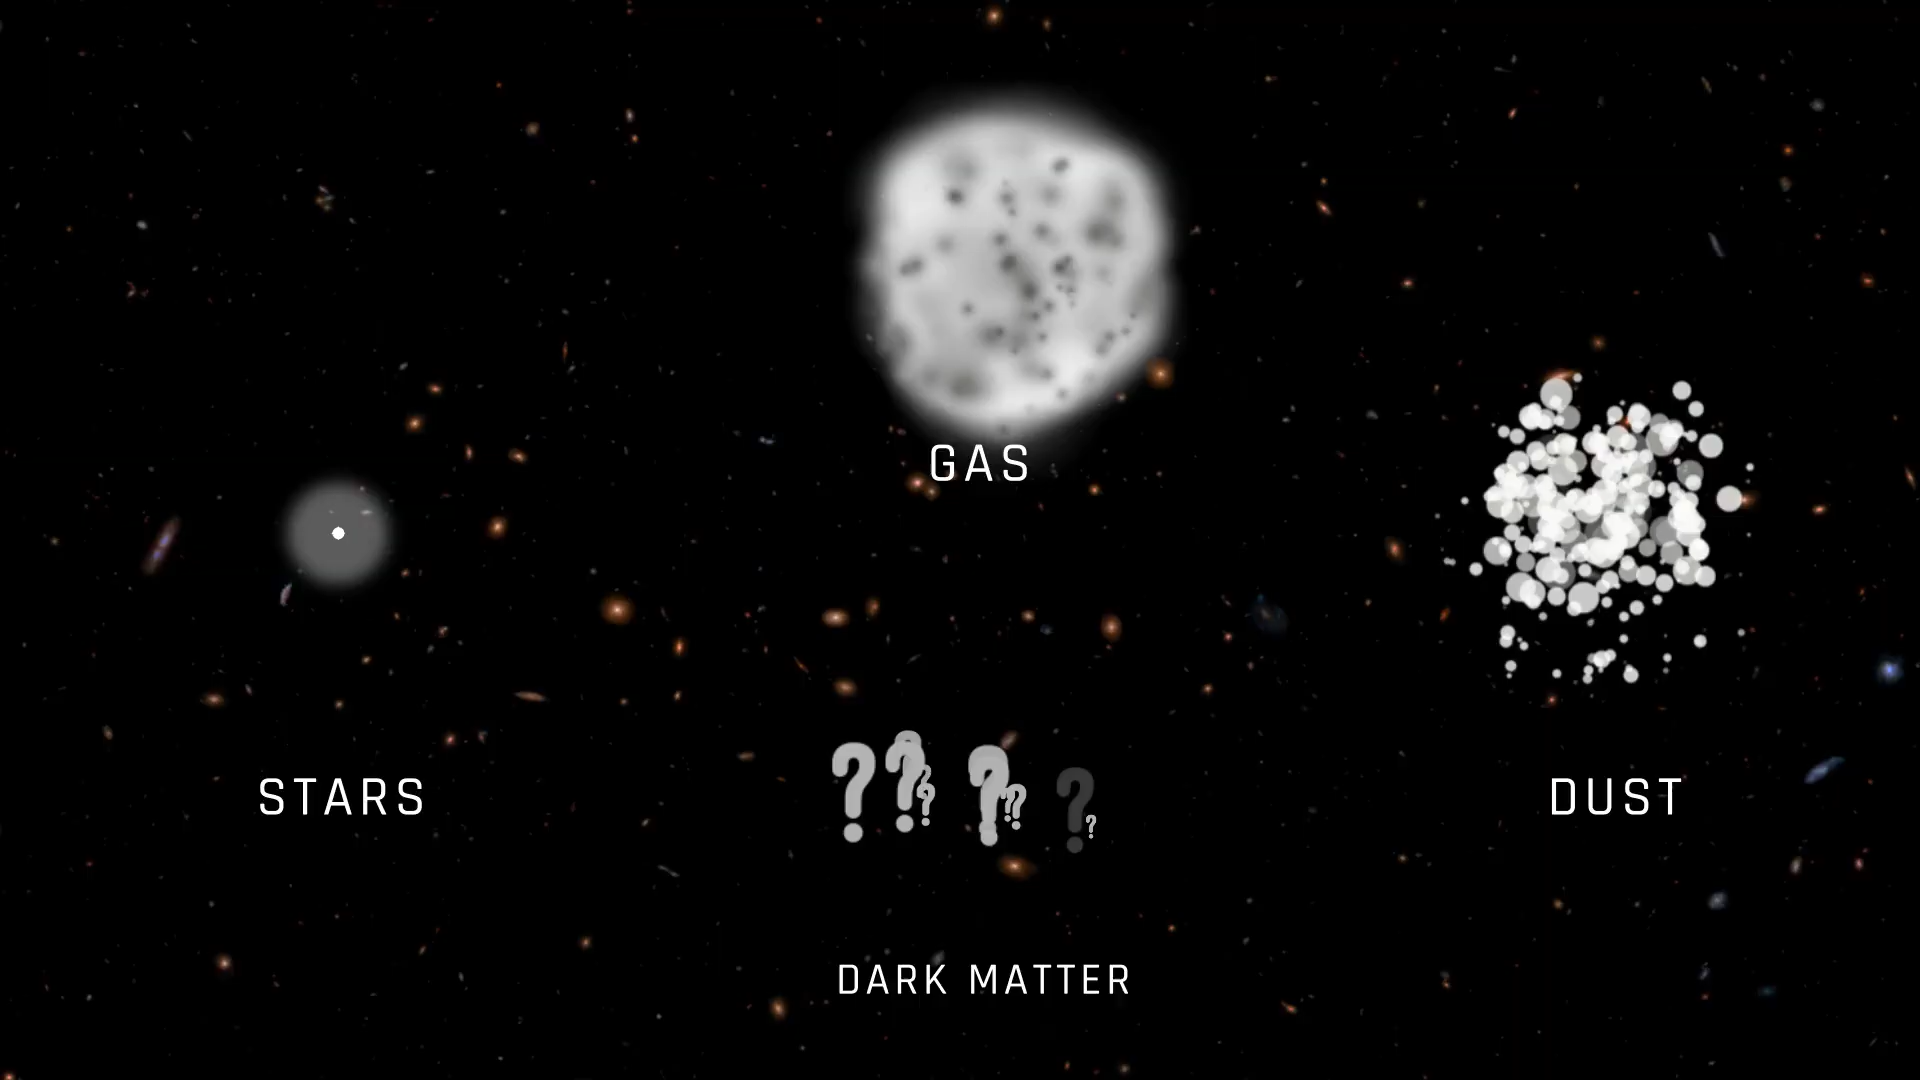 GAS
STARS
? ? ? ? ? ? ? ? ? ?
DUST
DARK MATTER